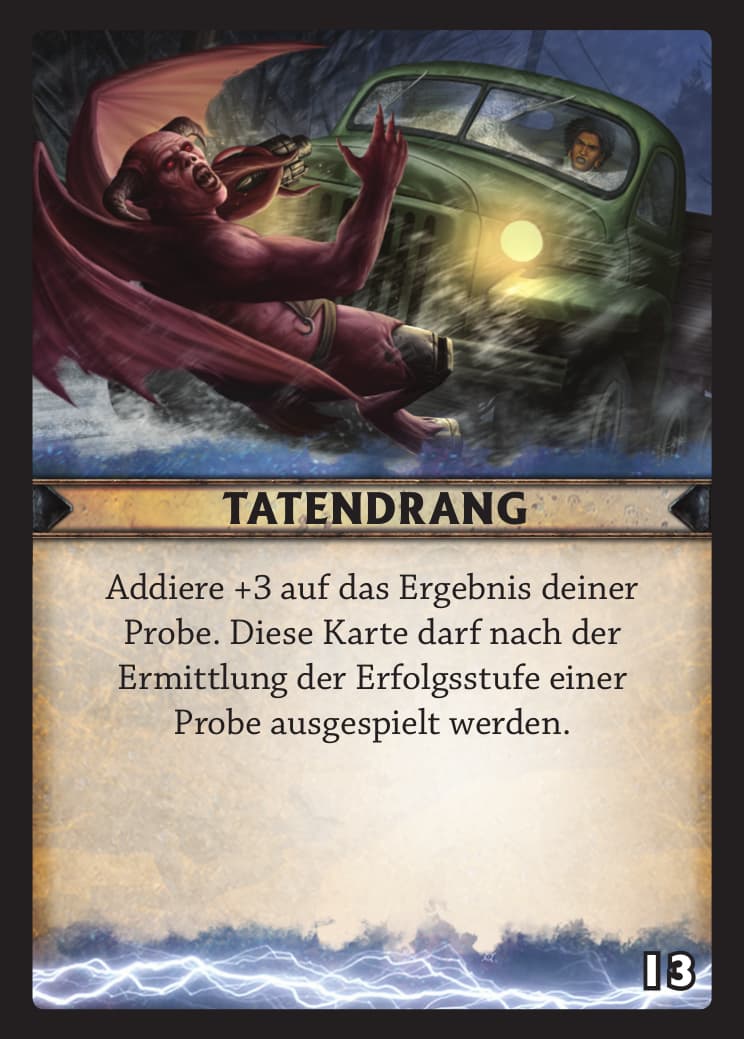 TATENDRANG
Addiere +3 auf das Ergebnis deiner
Probe. Diese Karte darf nach der
Ermittlung der Erfolgsstufe einer
Probe ausgespielt werden.
13